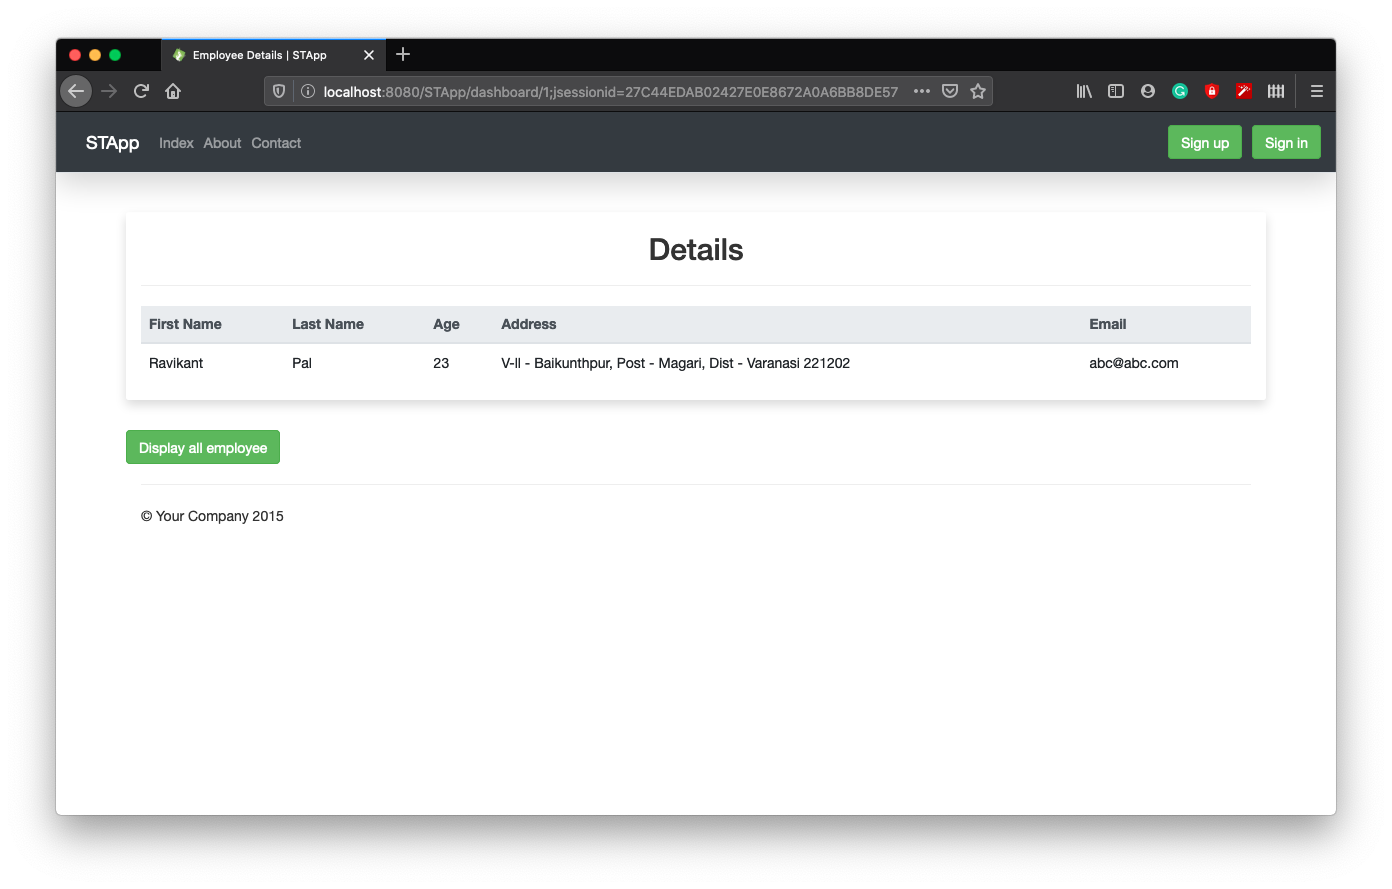 Employee Details | STApp
localhost:8080/STApp/dashboard/1;jsessionid=27C44EDAB02427E0E8672A0A6BB8DE57
STApp Index About Contact Sign up Sign in
Details
First Name Last Name Age Address Email
Ravikant Pal 23 V-II - Baikunthpur, Post - Magari, Dist - Varanasi 221202 abc@abc.com
Display all employee
© Your Company 2015